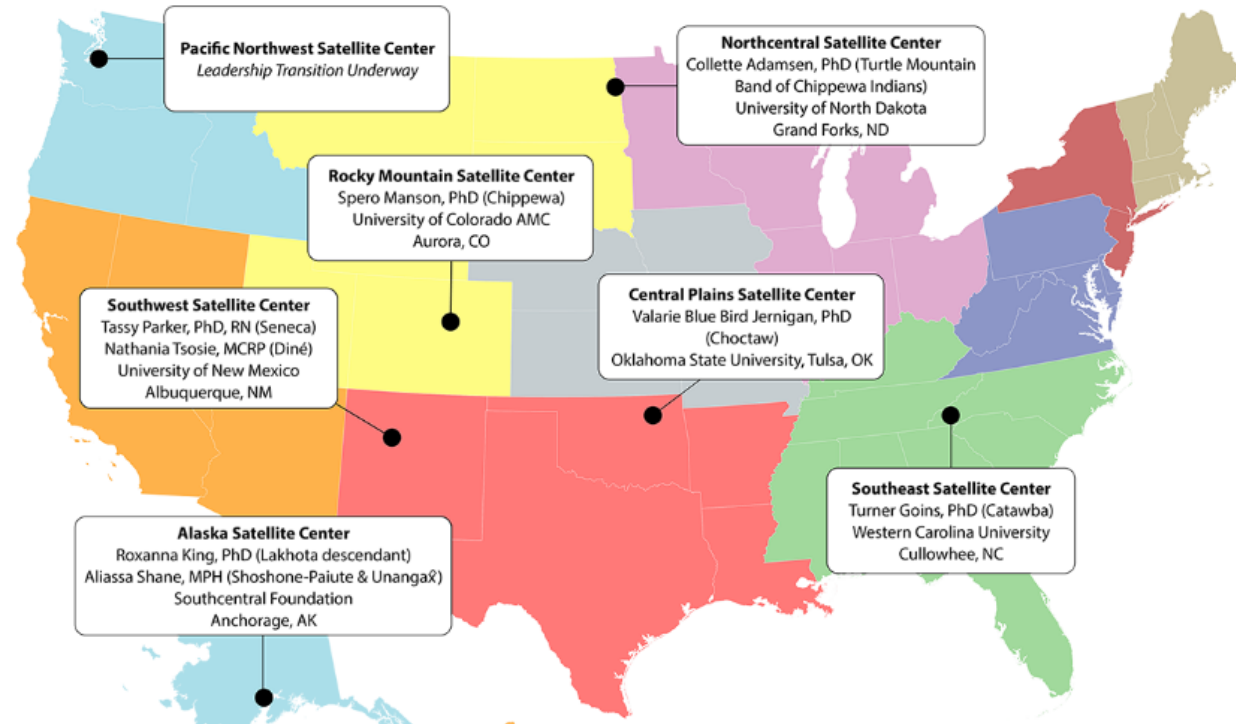 Pacific Northwest Satellite Center
Leadership Transition Underway
Northcentral Satellite Center
Collette Adamsen, PhD (Turtle Mountain
Band of Chippewa Indians)
University of North Dakota
Grand Forks, ND
Rocky Mountain Satellite Center
Spero Manson, PhD (Chippewa)
University of Colorado AMC
Aurora, CO
Southwest Satellite Center
Tassy Parker, PhD, RN (Seneca)
Nathania Tsosie, MCRP (Diné)
University of New Mexico
Albuquerque, NM
Central Plains Satellite Center
Valarie Blue Bird Jernigan, PhD
(Choctaw)
Oklahoma State University, Tulsa, OK
Southeast Satellite Center
Turner Goins, PhD (Catawba)
Western Carolina University
Cullowhee, NC
Alaska Satellite Center
Roxanna King, PhD (Lakhota descendant)
Aliassa Shane, MPH (Shoshone-Paiute & Unangax̂)
Southcentral Foundation
Anchorage, AK